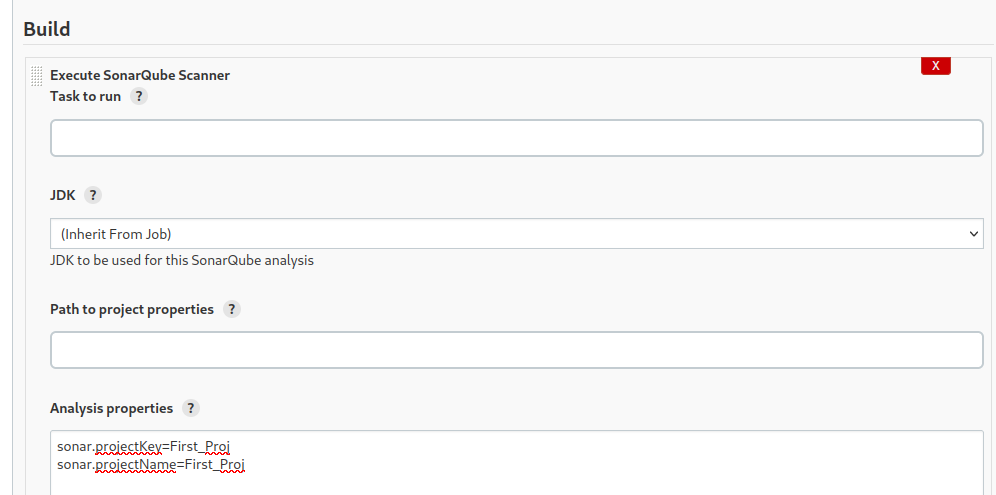 Build
Execute SonarQube Scanner
X
Task to run ?
JDK ?
(Inherit From Job)
JDK to be used for this SonarQube analysis
Path to project properties ?
Analysis properties ?
sonar.projectKey=First_Proj
sonar.projectName=First_Proj